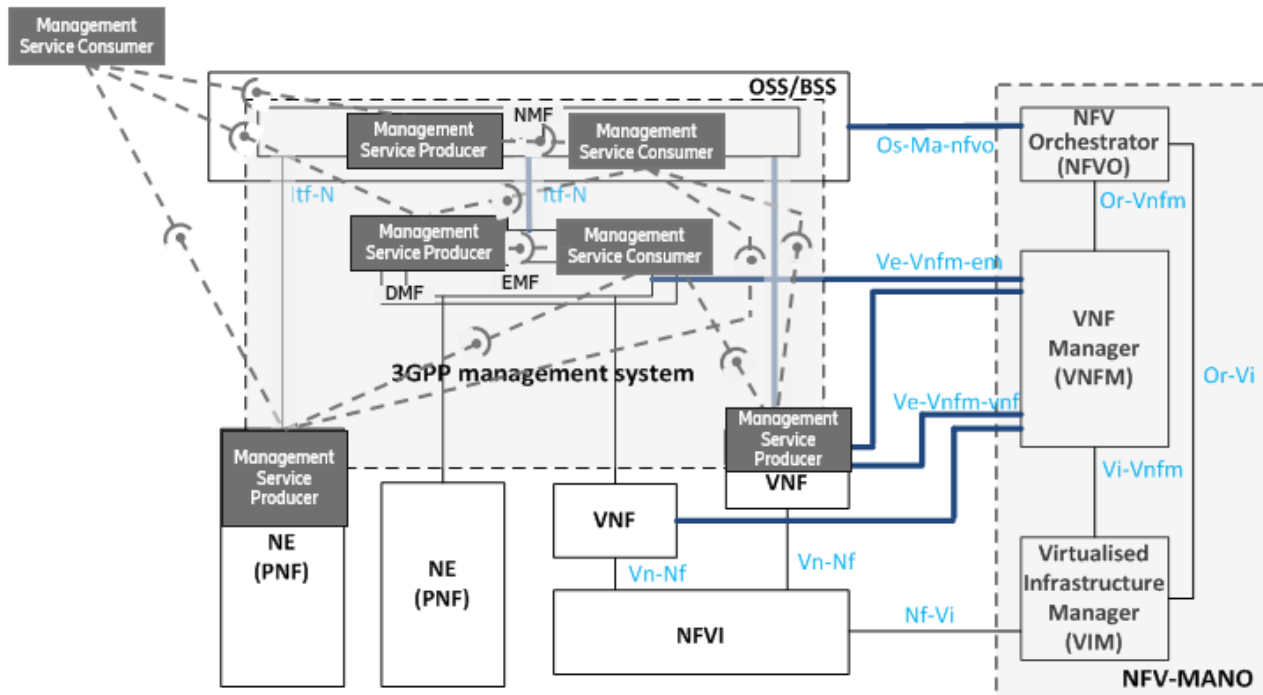 Management
Service Consumer
OSS/BSS
NMF
Management
Service Producer
Management
Service Consumer
Os-Ma-nfvo
NFV
Orchestrator
(NFVO)
Itf-N
Itf-N
Or-Vnfm
Management
Service Producer
Management
Service Consumer
DMF
EMF
Ve-Vnfm-em
VNF
Manager
(VNFM)
3GPP management system
Or-Vi
Ve-Vnfm-vnf
Management
Service
Producer
Management
Service
Producer
VNF
Vi-Vnfm
NE
(PNF)
NE
(PNF)
VNF
Vn-Nf
Vn-Nf
Virtualised
Infrastructure
Manager
(VIM)
NFVI
Nf-Vi
NFV-MANO